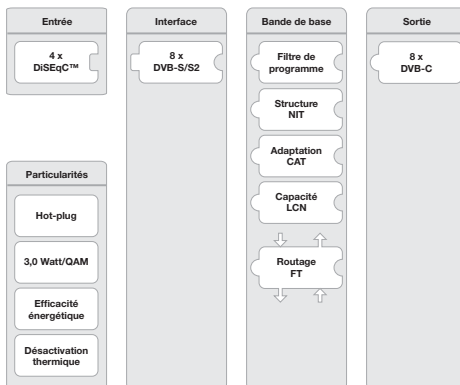 Entrée
4 x
DiSEqC™
Particularités
Hot-plug
3,0 Watt/QAM
Efficacité
énergétique
Désactivation
thermique
Interface
8 x
DVB-S/S2
Bande de base
Filtre de
programme
Structure
NIT
Adaptation
CAT
Capacité
LCN
Routage
FT
Sortie
8 x
DVB-C